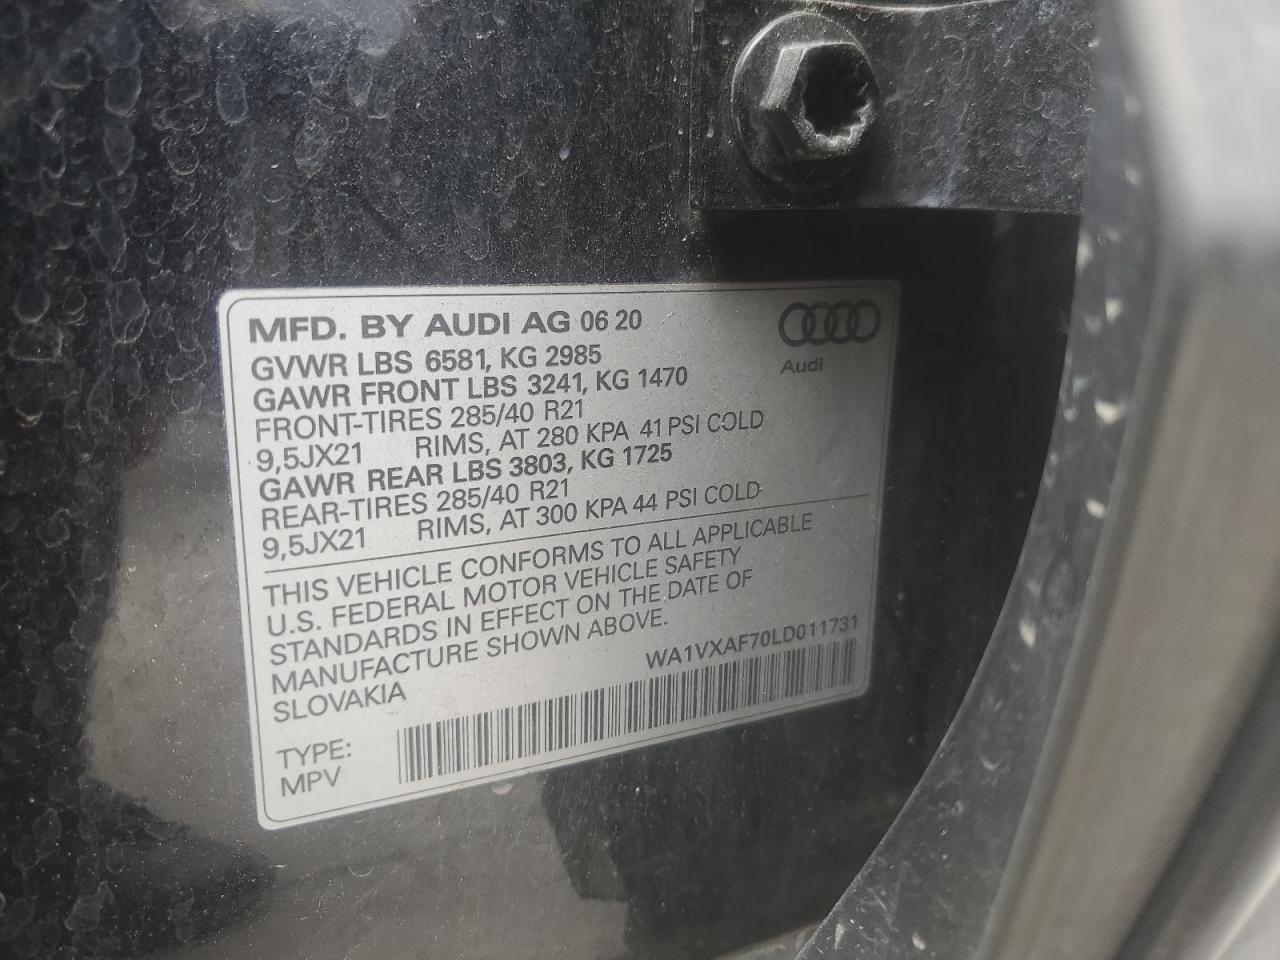 MFD. BY AUDI AG 06 20
Audi
GVWR LBS 6581, KG 2985
GAWR FRONT LBS 3241, KG 1470
FRONT-TIRES 285/40 R21
9,5JX21 RIMS, AT 280 KPA 41 PSI COLD
GAWR REAR LBS 3803, KG 1725
REAR-TIRES 285/40 R21
9,5JX21 RIMS, AT 300 KPA 44 PSI COLD
THIS VEHICLE CONFORMS TO ALL APPLICABLE
U.S. FEDERAL MOTOR VEHICLE SAFETY
STANDARDS IN EFFECT ON THE DATE OF
MANUFACTURE SHOWN ABOVE.
SLOVAKIA
WA1VXAF70LD011731
TYPE:
MPV